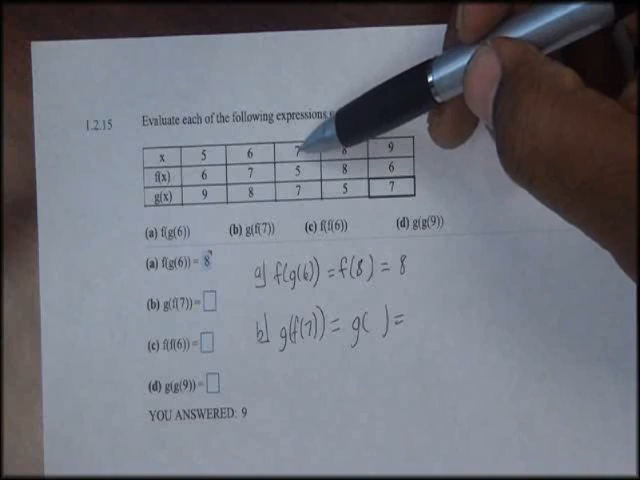 1.2.15 Evaluate each of the following expressions
x 5 6 7 8 9
f(x) 6 7 5 8 6
g(x) 9 8 7 5 7
(a) f(g(6)) (b) g(f(7)) (c) f(f(6)) (d) g(g(9))
(a) f(g(6)) = 8
a) f(g(6)) = f(8) = 8
(b) g(f(7)) =
b) g(f(7)) = g( ) =
(c) f(f(6)) =
(d) g(g(9)) =
YOU ANSWERED: 9